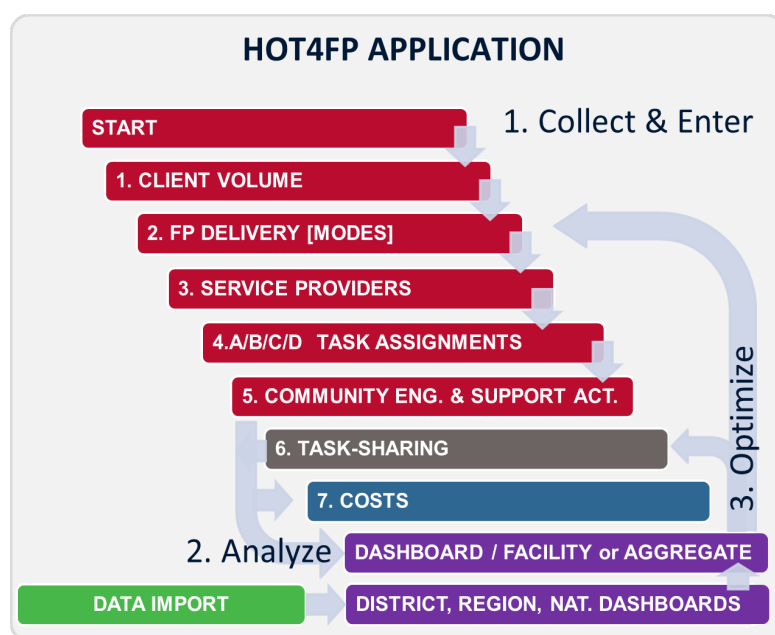 HOT4FP APPLICATION
START
1. Collect & Enter
1. CLIENT VOLUME
2. FP DELIVERY [MODES]
3. SERVICE PROVIDERS
4.A/B/C/D TASK ASSIGNMENTS
5. COMMUNITY ENG. & SUPPORT ACT.
6. TASK-SHARING
7. COSTS
3. Optimize
2. Analyze
DASHBOARD / FACILITY or AGGREGATE
DATA IMPORT
DISTRICT, REGION, NAT. DASHBOARDS